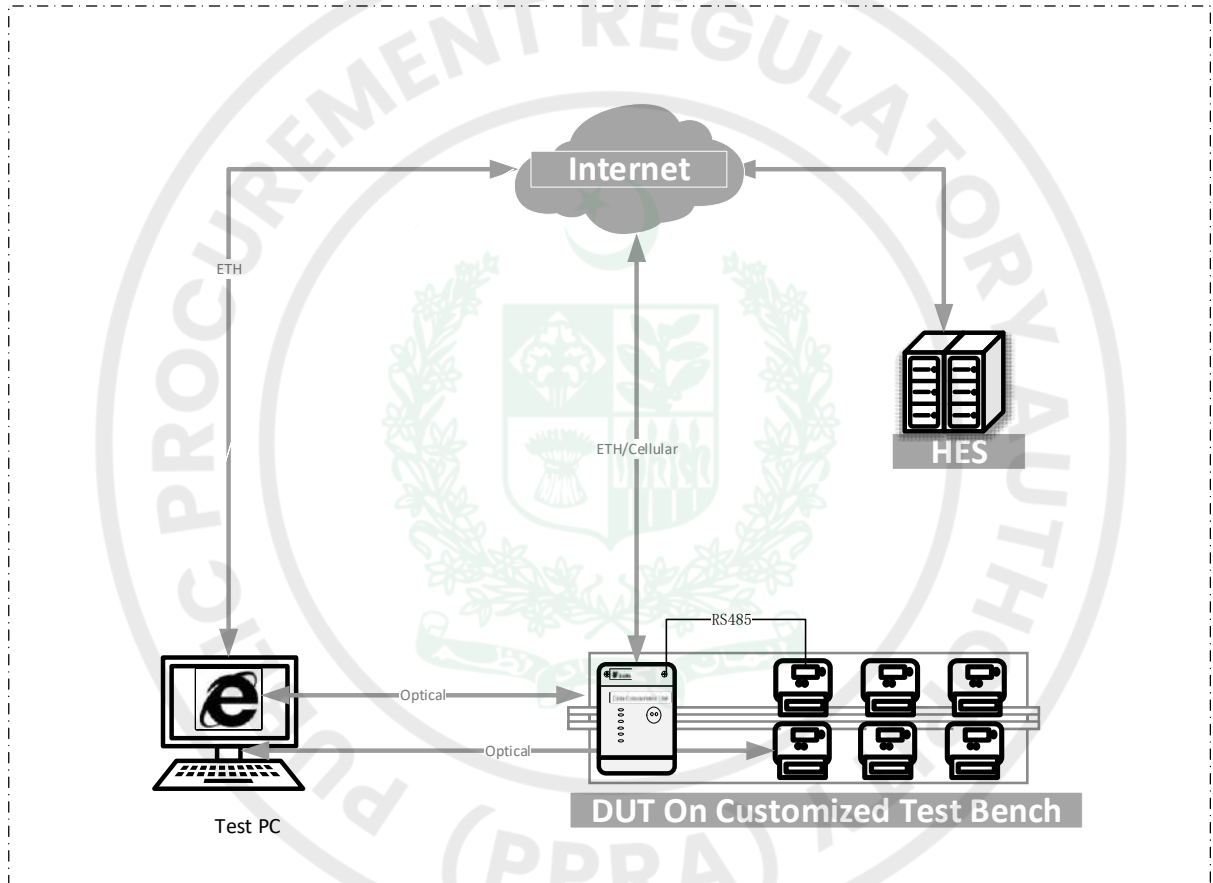 PUBLIC PROCUREMENT REGULATORY AUTHORITY
(PPRA)
Internet
ETH
ETH/Cellular
HES
RS485
Optical
Optical
DUT On Customized Test Bench
Test PC